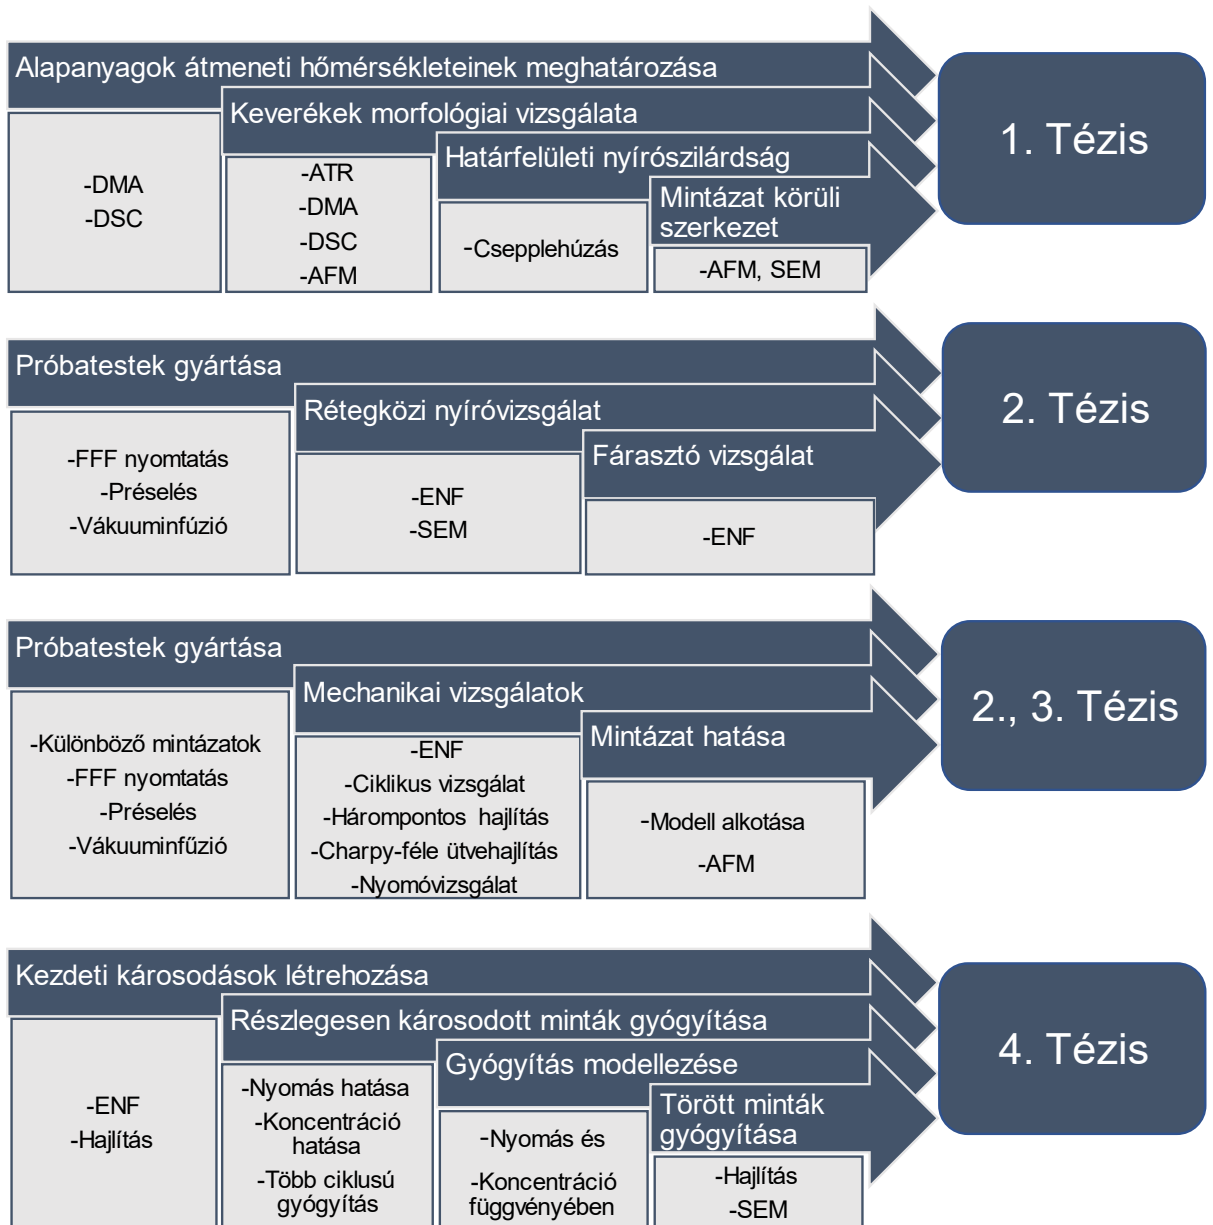 Alapanyagok átmeneti hőmérsékleteinek meghatározása
-DMA
-DSC
Keverékek morfológiai vizsgálata
-ATR
-DMA
-DSC
-AFM
Határfelületi nyírószilárdság
-Csepplehúzás
Mintázat körüli
szerkezet
-AFM, SEM
1. Tézis
Próbatestek gyártása
-FFF nyomtatás
-Préselés
-Vákuuminfúzió
Rétegközi nyíróvizsgálat
-ENF
-SEM
Fárasztó vizsgálat
-ENF
2. Tézis
Próbatestek gyártása
-Különböző mintázatok
-FFF nyomtatás
-Préselés
-Vákuuminfűzió
Mechanikai vizsgálatok
-ENF
-Ciklikus vizsgálat
-Hárompontos hajlítás
-Charpy-féle ütvehajlítás
-Nyomóvizsgálat
Mintázat hatása
-Modell alkotása
-AFM
2., 3. Tézis
Kezdeti károsodások létrehozása
-ENF
-Hajlítás
Részlegesen károsodott minták gyógyítása
-Nyomás hatása
-Koncentráció
hatása
-Több ciklusú
gyógyítás
Gyógyítás modellezése
-Nyomás és
-Koncentráció
függvényében
Törött minták
gyógyítása
-Hajlítás
-SEM
4. Tézis